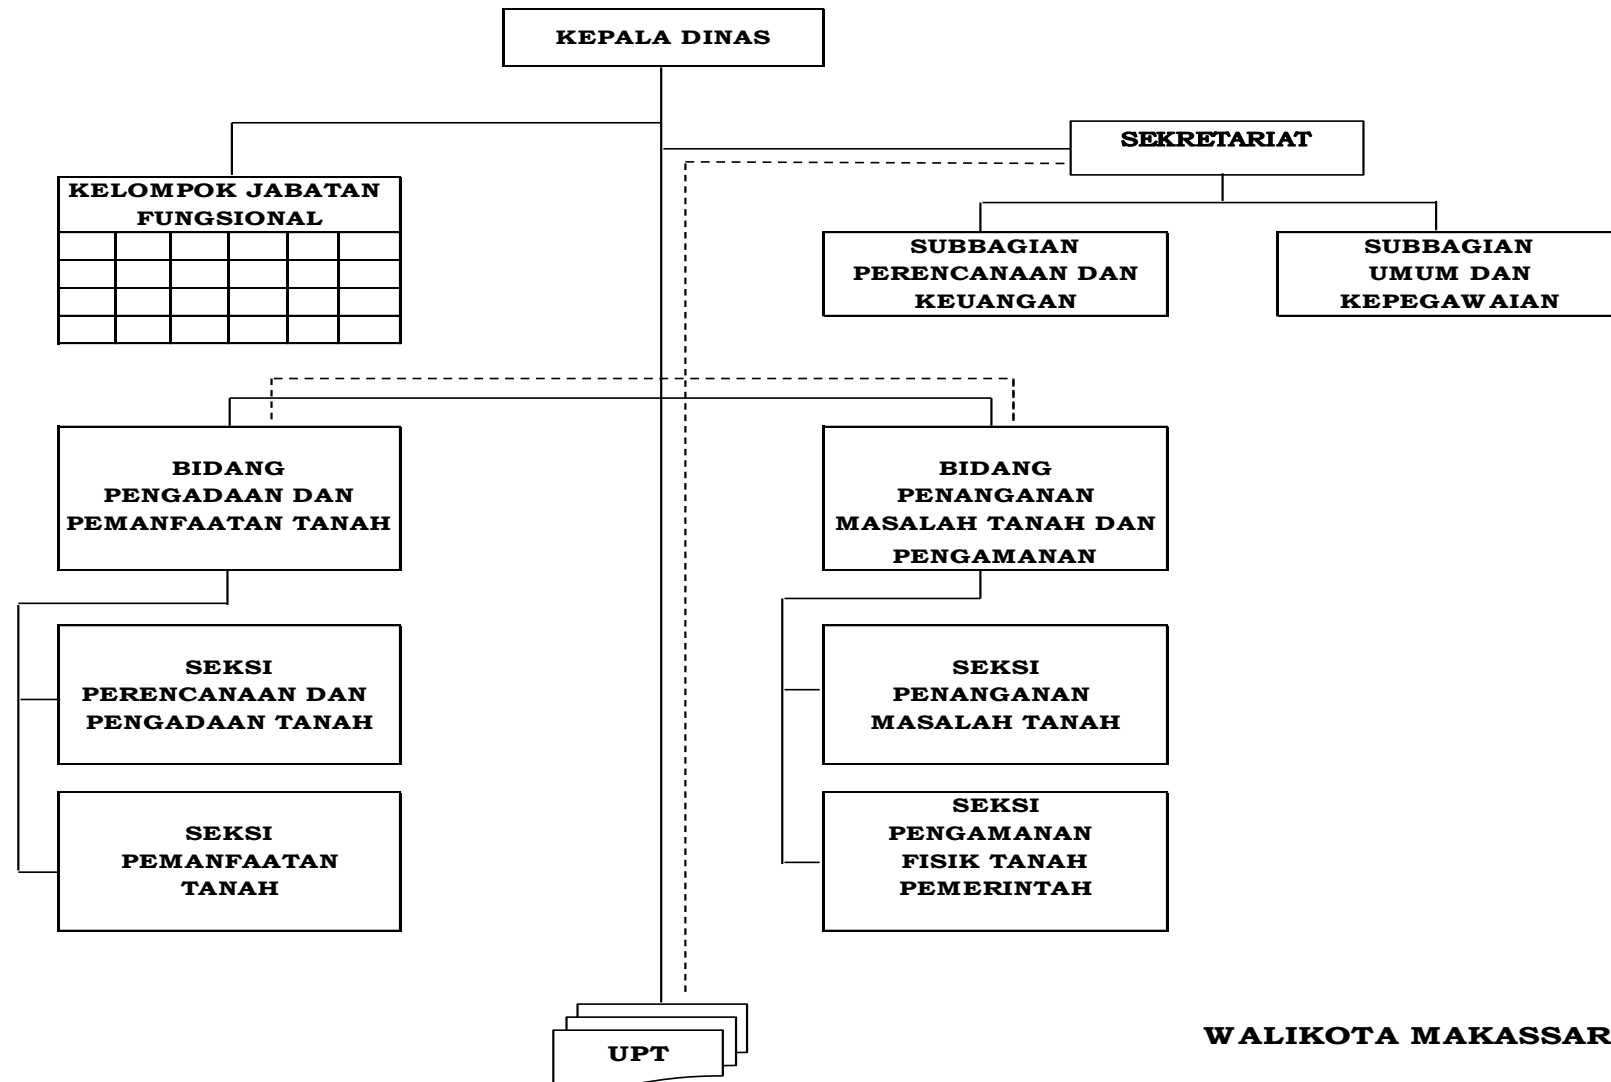 KEPALA DINAS
SEKRETARIAT
KELOMPOK JABATAN
FUNGSIONAL
SUBBAGIAN
PERENCANAAN DAN
KEUANGAN
SUBBAGIAN
UMUM DAN
KEPEGAWAIAN
BIDANG
PENGADAAN DAN
PEMANFAATAN TANAH
BIDANG
PENANGANAN
MASALAH TANAH DAN
PENGAMANAN
SEKSI
PERENCANAAN DAN
PENGADAAN TANAH
SEKSI
PENANGANAN
MASALAH TANAH
SEKSI
PEMANFAATAN
TANAH
SEKSI
PENGAMANAN
FISIK TANAH
PEMERINTAH
UPT
WALIKOTA MAKASSAR